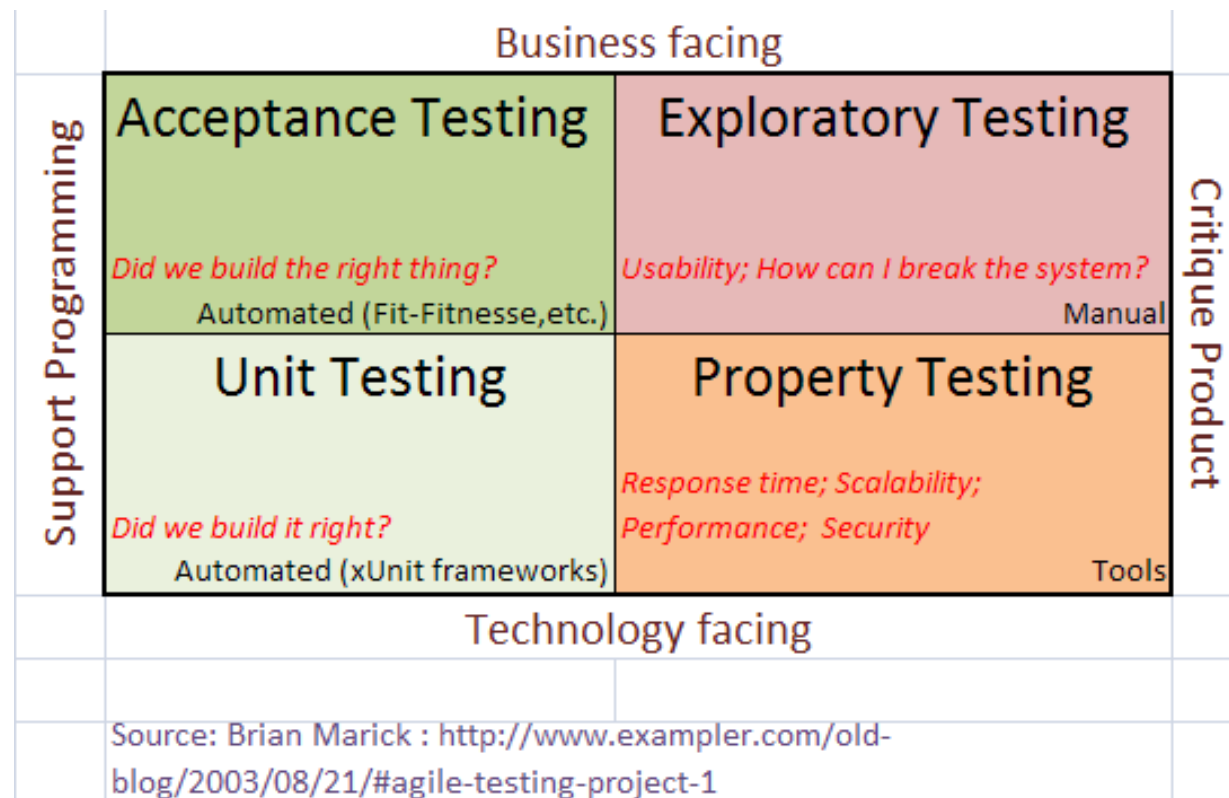 Business facing
Support Programming
Acceptance Testing
Did we build the right thing?
Automated (Fit-Fitnesse,etc.)
Exploratory Testing
Usability; How can I break the system?
Manual
Critique Product
Unit Testing
Did we build it right?
Automated (xUnit frameworks)
Property Testing
Response time; Scalability;
Performance; Security
Tools
Technology facing
Source: Brian Marick : http://www.exampler.com/old-
blog/2003/08/21/#agile-testing-project-1